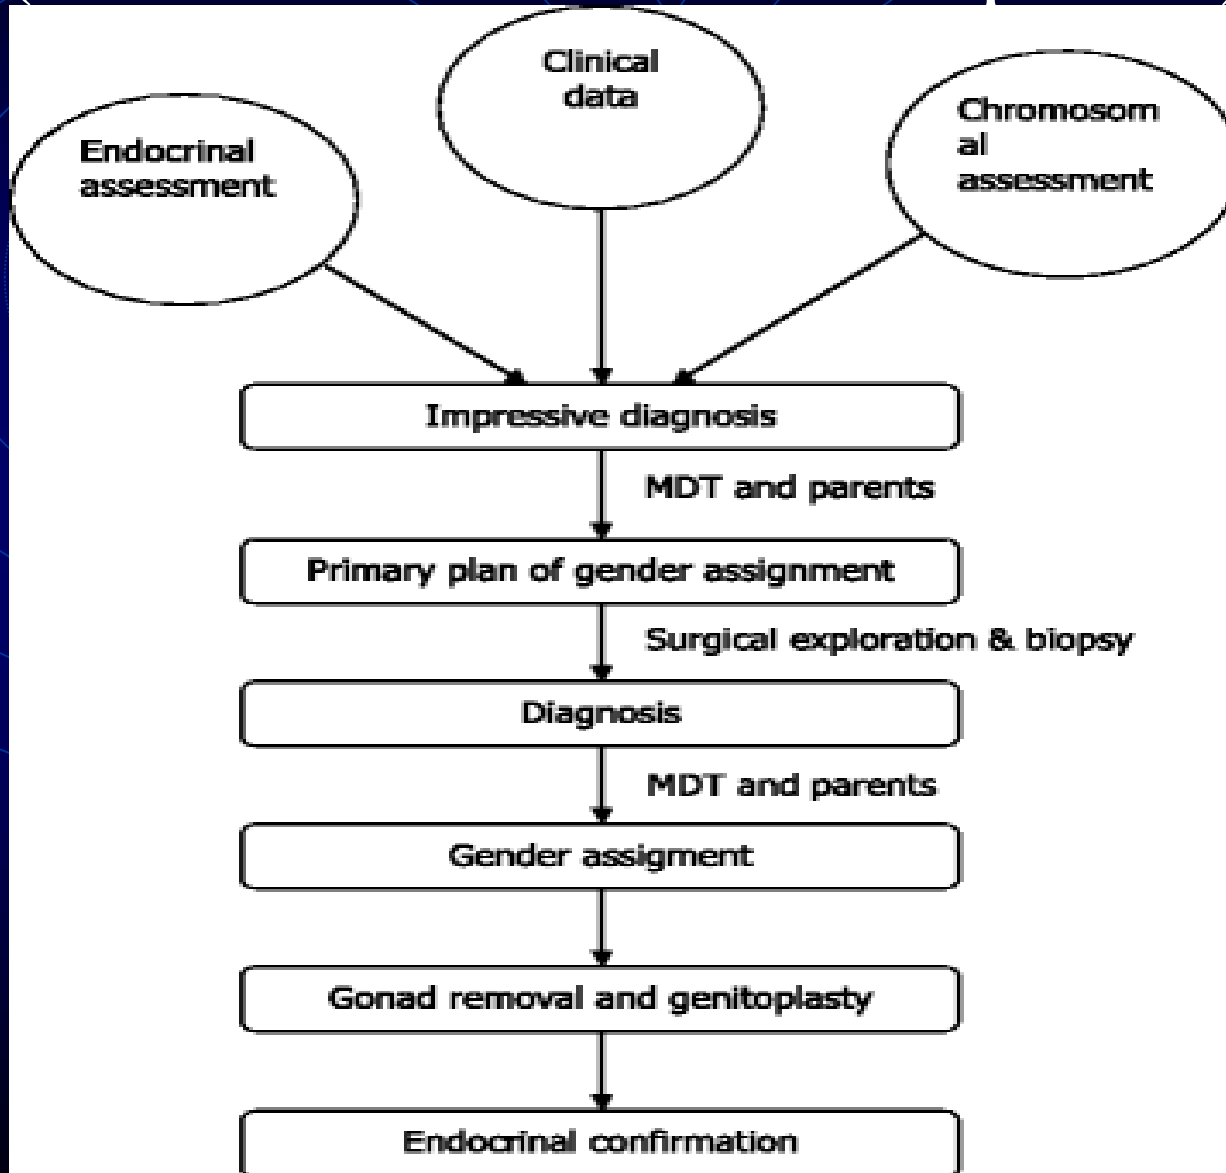 Clinical
data
Endocrinal
assessment
Chromosom
al
assessment
Impressive diagnosis
MDT and parents
Primary plan of gender assignment
Surgical exploration & biopsy
Diagnosis
MDT and parents
Gender assigment
Gonad removal and genitoplasty
Endocrinal confirmation